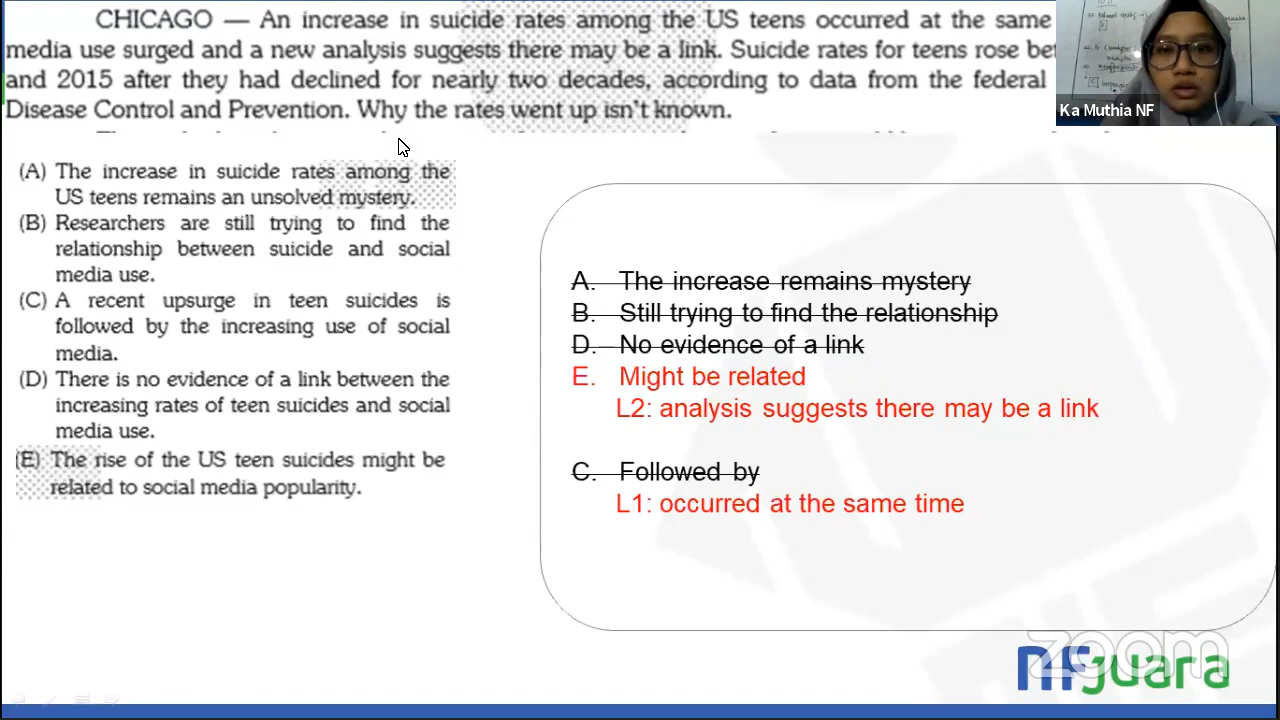 CHICAGO — An increase in suicide rates among the US teens occurred at the same
media use surged and a new analysis suggests there may be a link. Suicide rates for teens rose
and 2015 after they had declined for nearly two decades, according to data from the federal
Disease Control and Prevention. Why the rates went up isn't known.
Ka Muthia NF
(A) The increase in suicide rates among the
US teens remains an unsolved mystery.
(B) Researchers are still trying to find the
relationship between suicide and social
media use.
(C) A recent upsurge in teen suicides is
followed by the increasing use of social
media.
(D) There is no evidence of a link between the
increasing rates of teen suicides and social
media use.
(E) The rise of the US teen suicides might be
related to social media popularity.
A. The increase remains mystery
B. Still trying to find the relationship
D. No evidence of a link
E. Might be related
L2: analysis suggests there may be a link
C. Followed by
L1: occurred at the same time
zoom
NFjuara